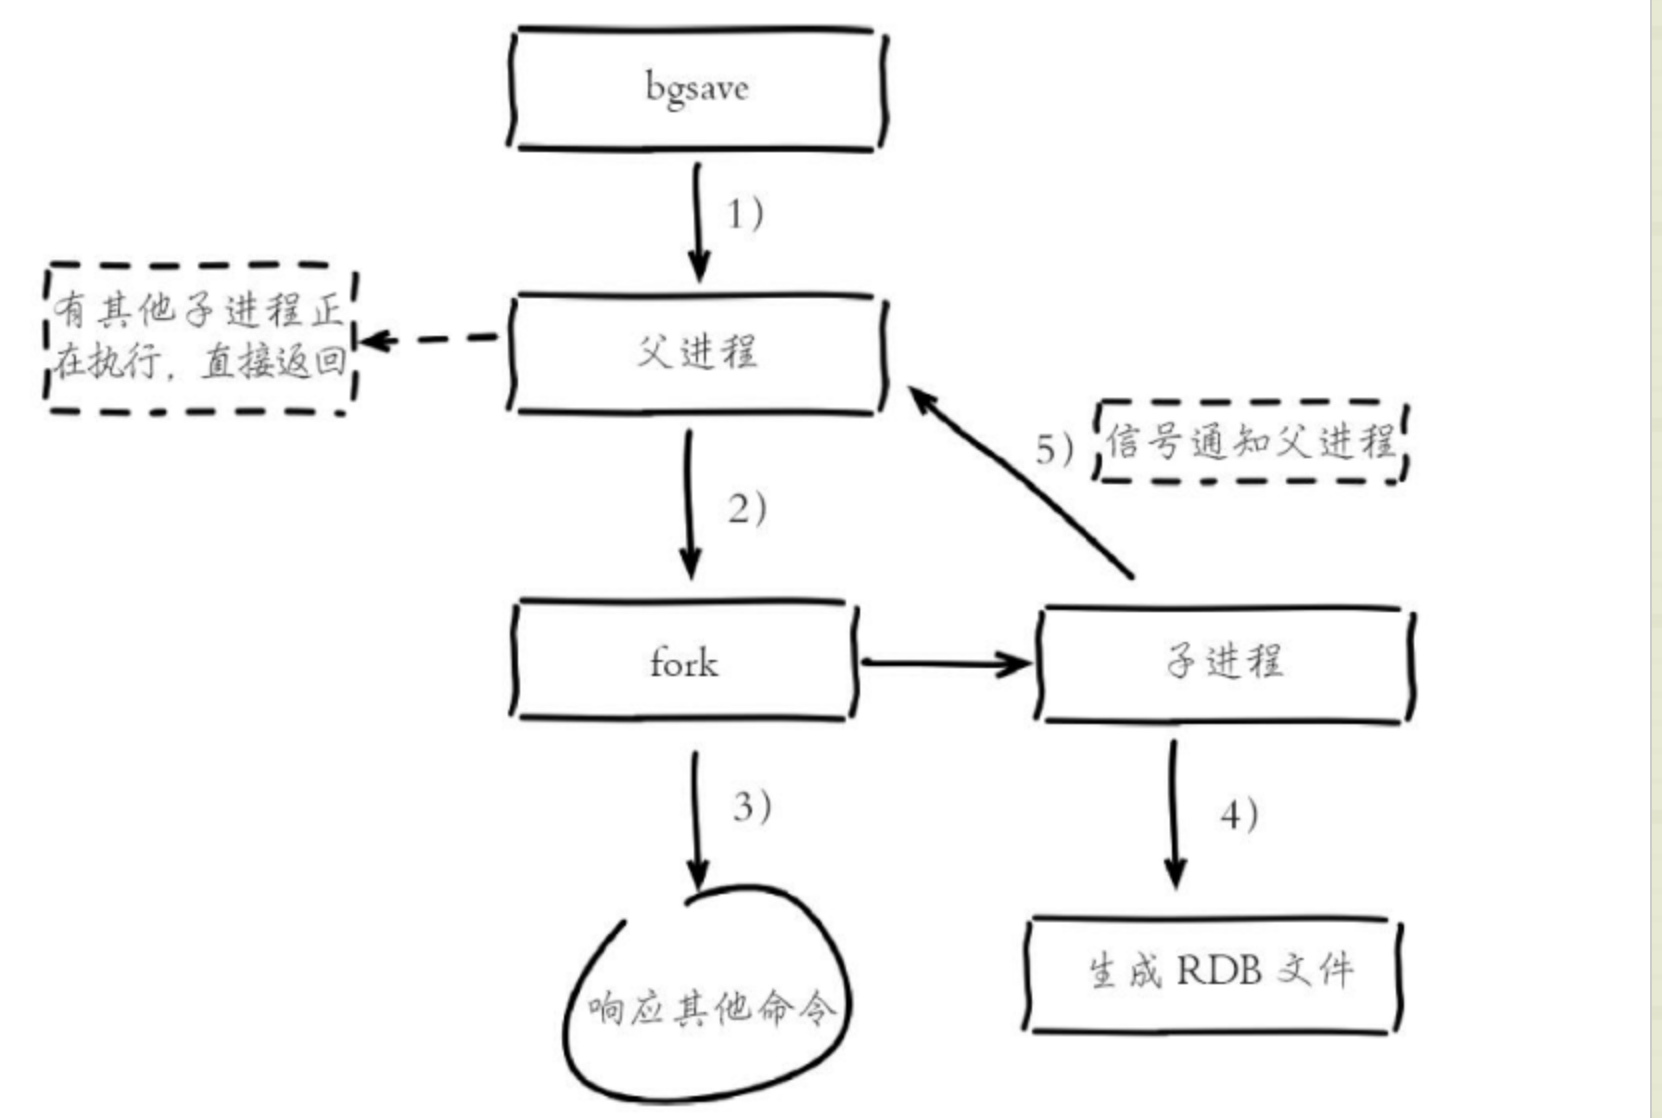 bgsave
1)
有其他子进程正
在执行，直接返回
父进程
5)
信号通知父进程
2)
fork
子进程
3)
4)
响应其他命令
生成 RDB 文件